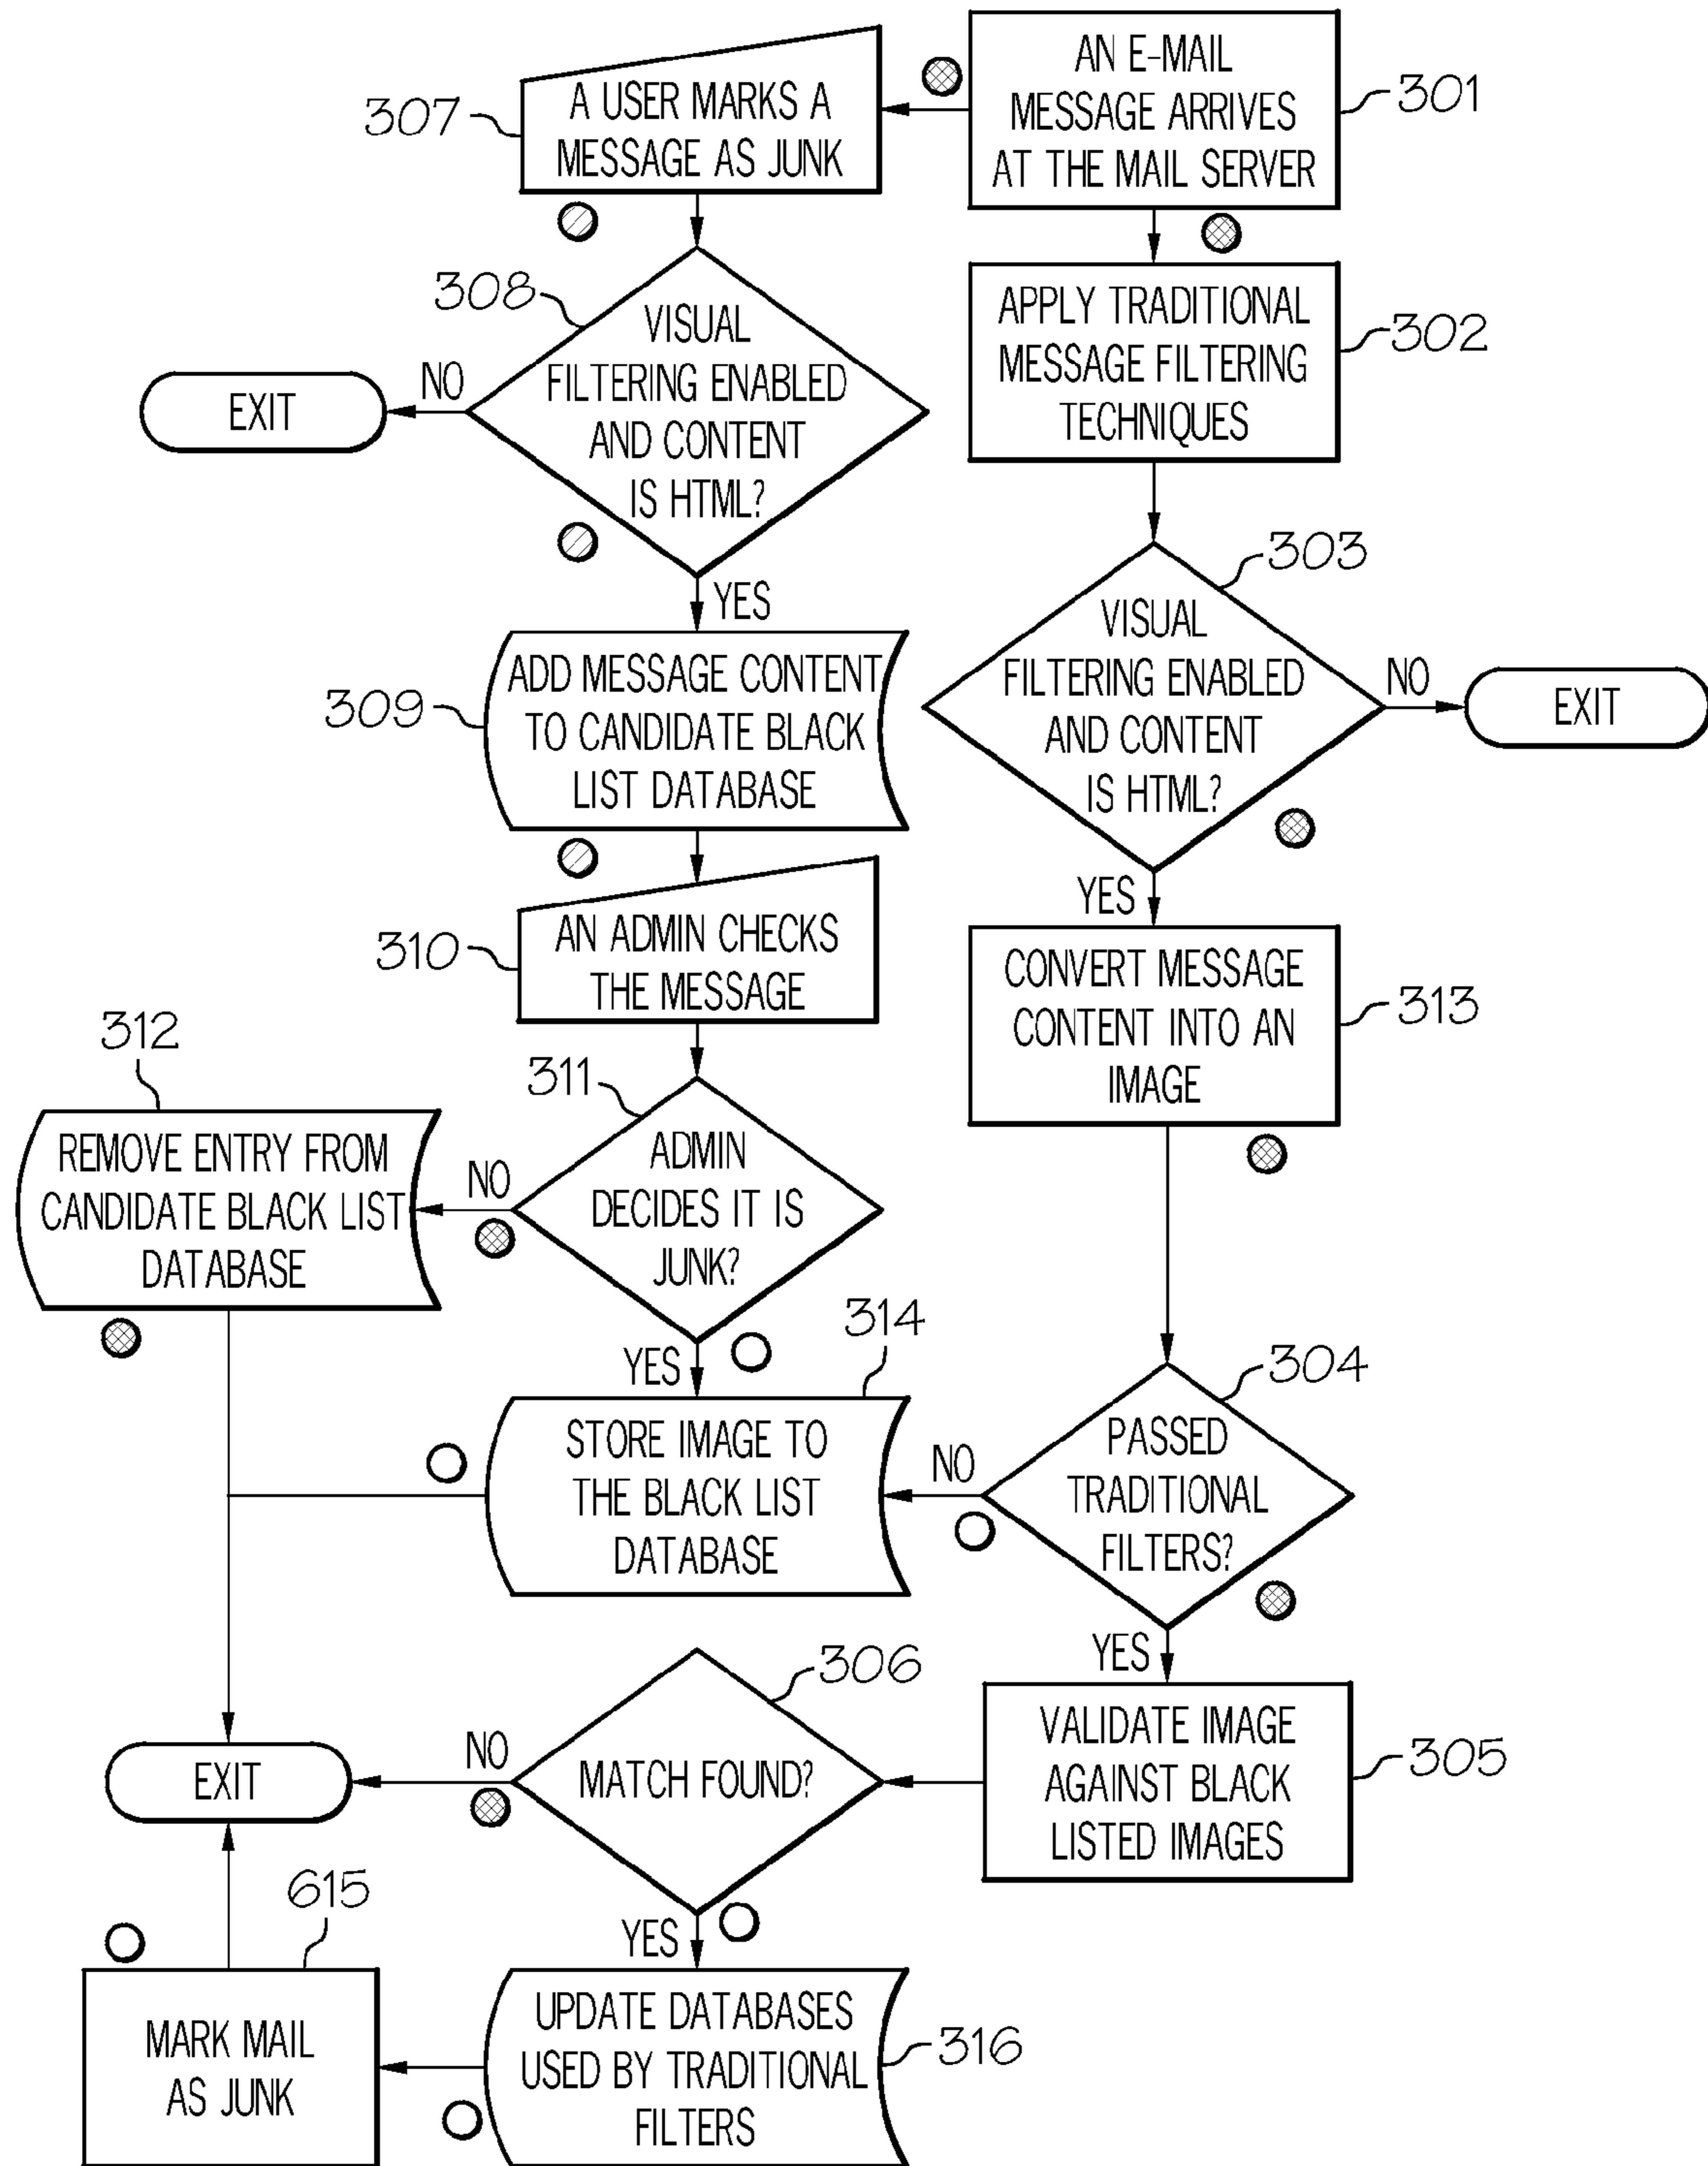 AN E-MAIL
MESSAGE ARRIVES
AT THE MAIL SERVER
301
A USER MARKS A
MESSAGE AS JUNK
307
APPLY TRADITIONAL
MESSAGE FILTERING
TECHNIQUES
302
308
VISUAL
FILTERING ENABLED
AND CONTENT
IS HTML?
NO
EXIT
YES
303
VISUAL
FILTERING ENABLED
AND CONTENT
IS HTML?
NO
EXIT
YES
309
ADD MESSAGE CONTENT
TO CANDIDATE BLACK
LIST DATABASE
310
AN ADMIN CHECKS
THE MESSAGE
CONVERT MESSAGE
CONTENT INTO AN
IMAGE
313
312
REMOVE ENTRY FROM
CANDIDATE BLACK LIST
DATABASE
NO
311
ADMIN
DECIDES IT IS
JUNK?
YES
314
STORE IMAGE TO
THE BLACK LIST
DATABASE
NO
304
PASSED
TRADITIONAL
FILTERS?
YES
306
MATCH FOUND?
NO
EXIT
YES
VALIDATE IMAGE
AGAINST BLACK
LISTED IMAGES
305
615
MARK MAIL
AS JUNK
UPDATE DATABASES
USED BY TRADITIONAL
FILTERS
316